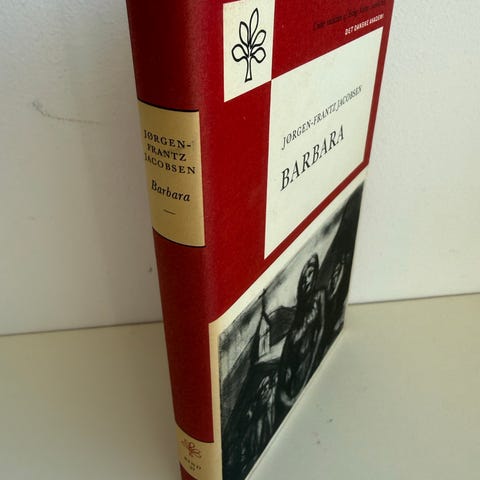 DET DANSKE AKADEMI
JØRGEN-FRANTZ JACOBSEN
BARBARA
JØRGEN-
FRANTZ
JACOBSEN
Barbara